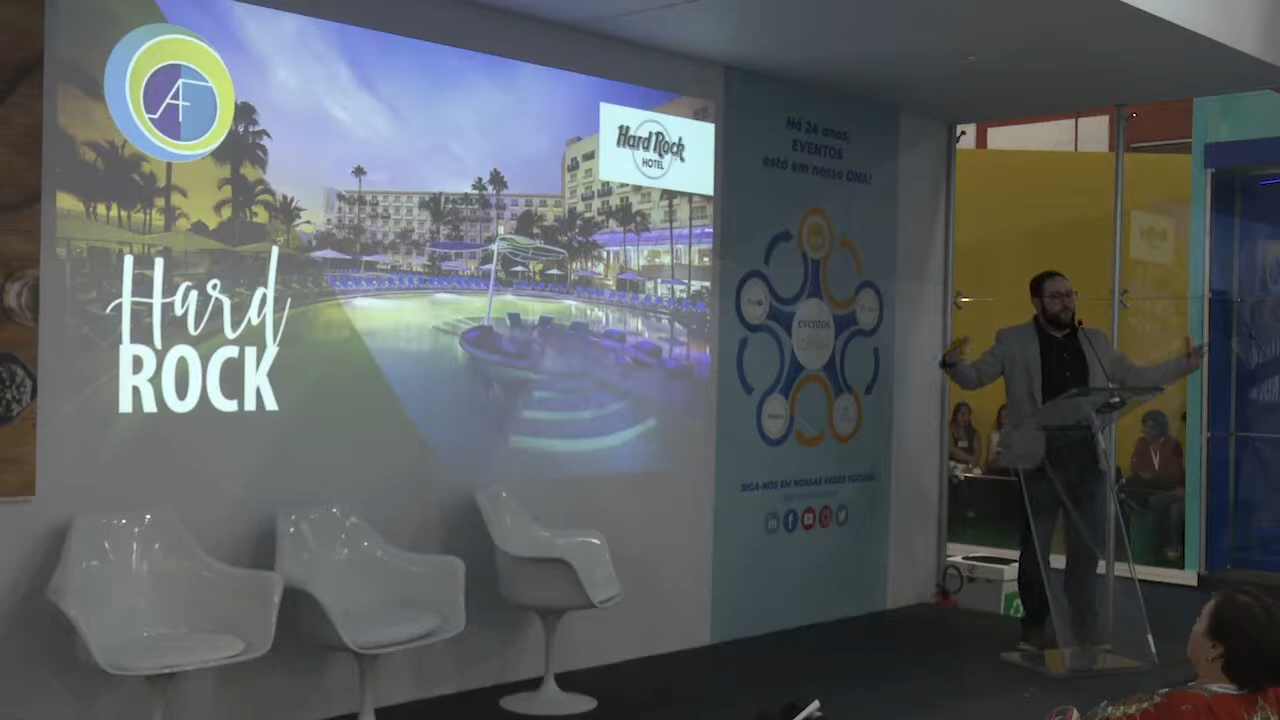 AF
Hard Rock
HOTEL
Hard
ROCK
Há 24 anos,
EVENTOS
está em nosso DNA!
eventos
SIGA-NOS EM NOSSAS REDES SOCIAIS